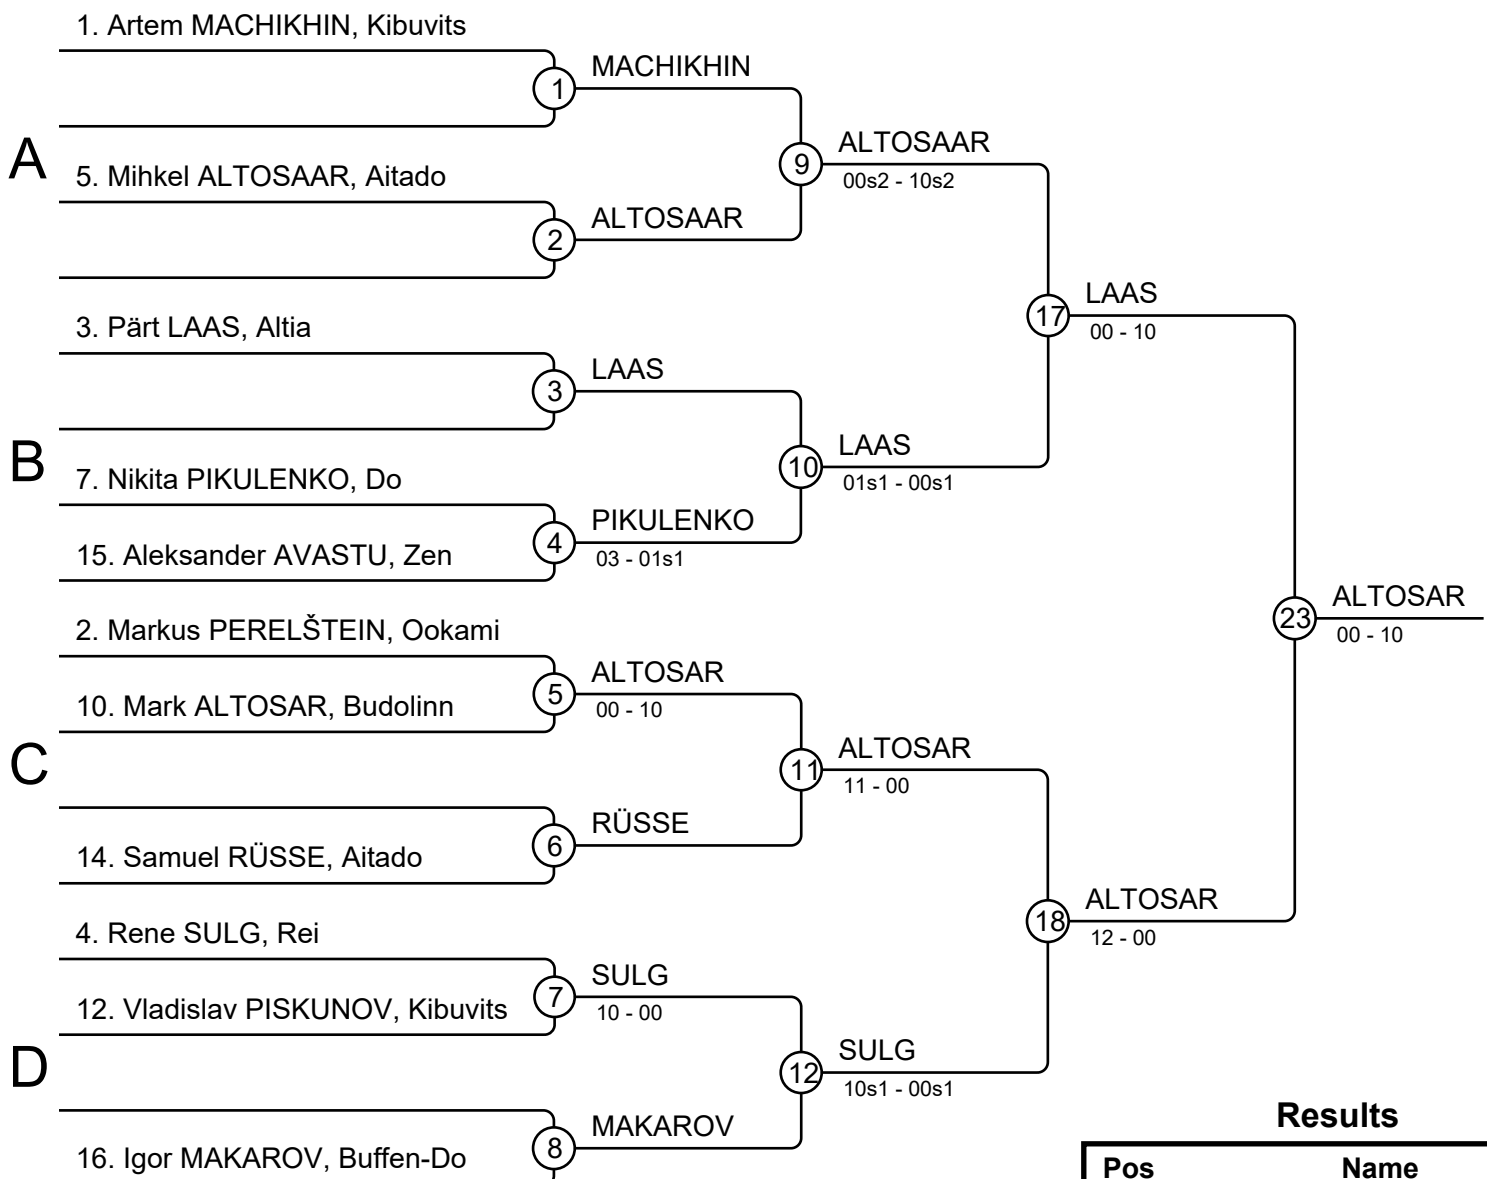 1. Artem MACHIKHIN, Kibuvits
1
MACHIKHIN
A
5. Mihkel ALTOSAAR, Aitado
2
ALTOSAAR
9
ALTOSAAR
00s2 - 10s2
3. Pärt LAAS, Altia
3
LAAS
17
LAAS
00 - 10
B
7. Nikita PIKULENKO, Do
15. Aleksander AVASTU, Zen
4
PIKULENKO
03 - 01s1
10
LAAS
01s1 - 00s1
2. Markus PERELŠTEIN, Ookami
10. Mark ALTOSAR, Budolinn
5
ALTOSAR
00 - 10
23
ALTOSAR
00 - 10
C
11
ALTOSAR
11 - 00
14. Samuel RÜSSE, Aitado
6
RÜSSE
4. Rene SULG, Rei
12. Vladislav PISKUNOV, Kibuvits
7
SULG
10 - 00
18
ALTOSAR
12 - 00
D
12
SULG
10s1 - 00s1
16. Igor MAKAROV, Buffen-Do
8
MAKAROV
Results
Pos Name